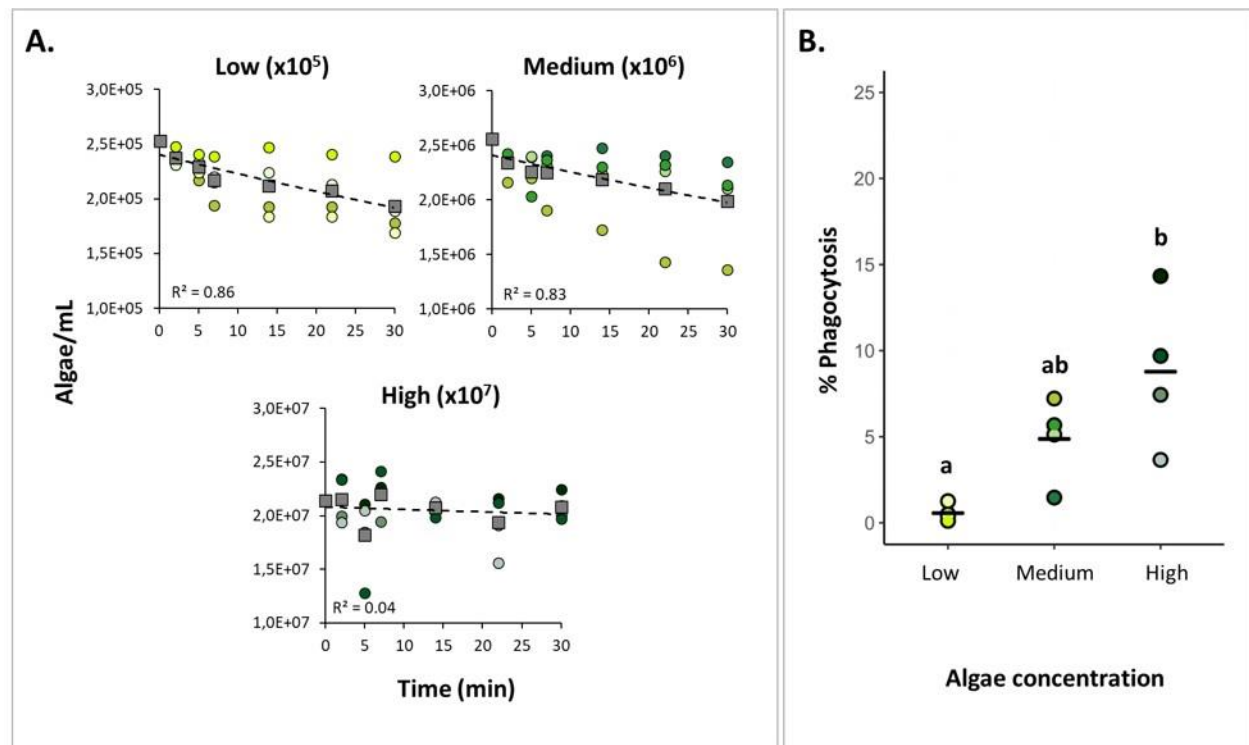 A.
Low (x10⁵)
3,0E+05
2,5E+05
2,0E+05
1,5E+05
1,0E+05
R² = 0.86
0 5 10 15 20 25 30
Medium (x10⁶)
3,0E+06
2,5E+06
2,0E+06
1,5E+06
1,0E+06
R² = 0.83
0 5 10 15 20 25 30
Algae/mL
High (x10⁷)
3,0E+07
2,5E+07
2,0E+07
1,5E+07
1,0E+07
R² = 0.04
0 5 10 15 20 25 30
Time (min)
B.
25
20
15
10
5
0
% Phagocytosis
a
ab
b
Low Medium High
Algae concentration